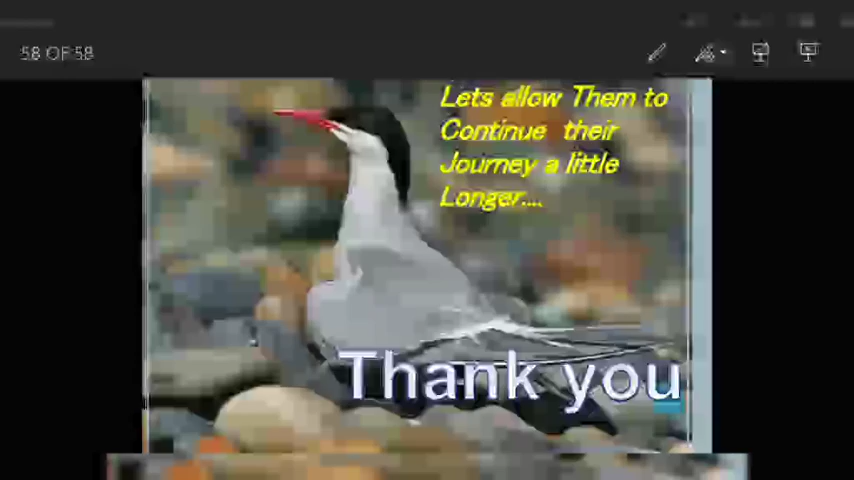 58 OF 58
Lets allow Them to
Continue their
Journey a little
Longer....
Thank you